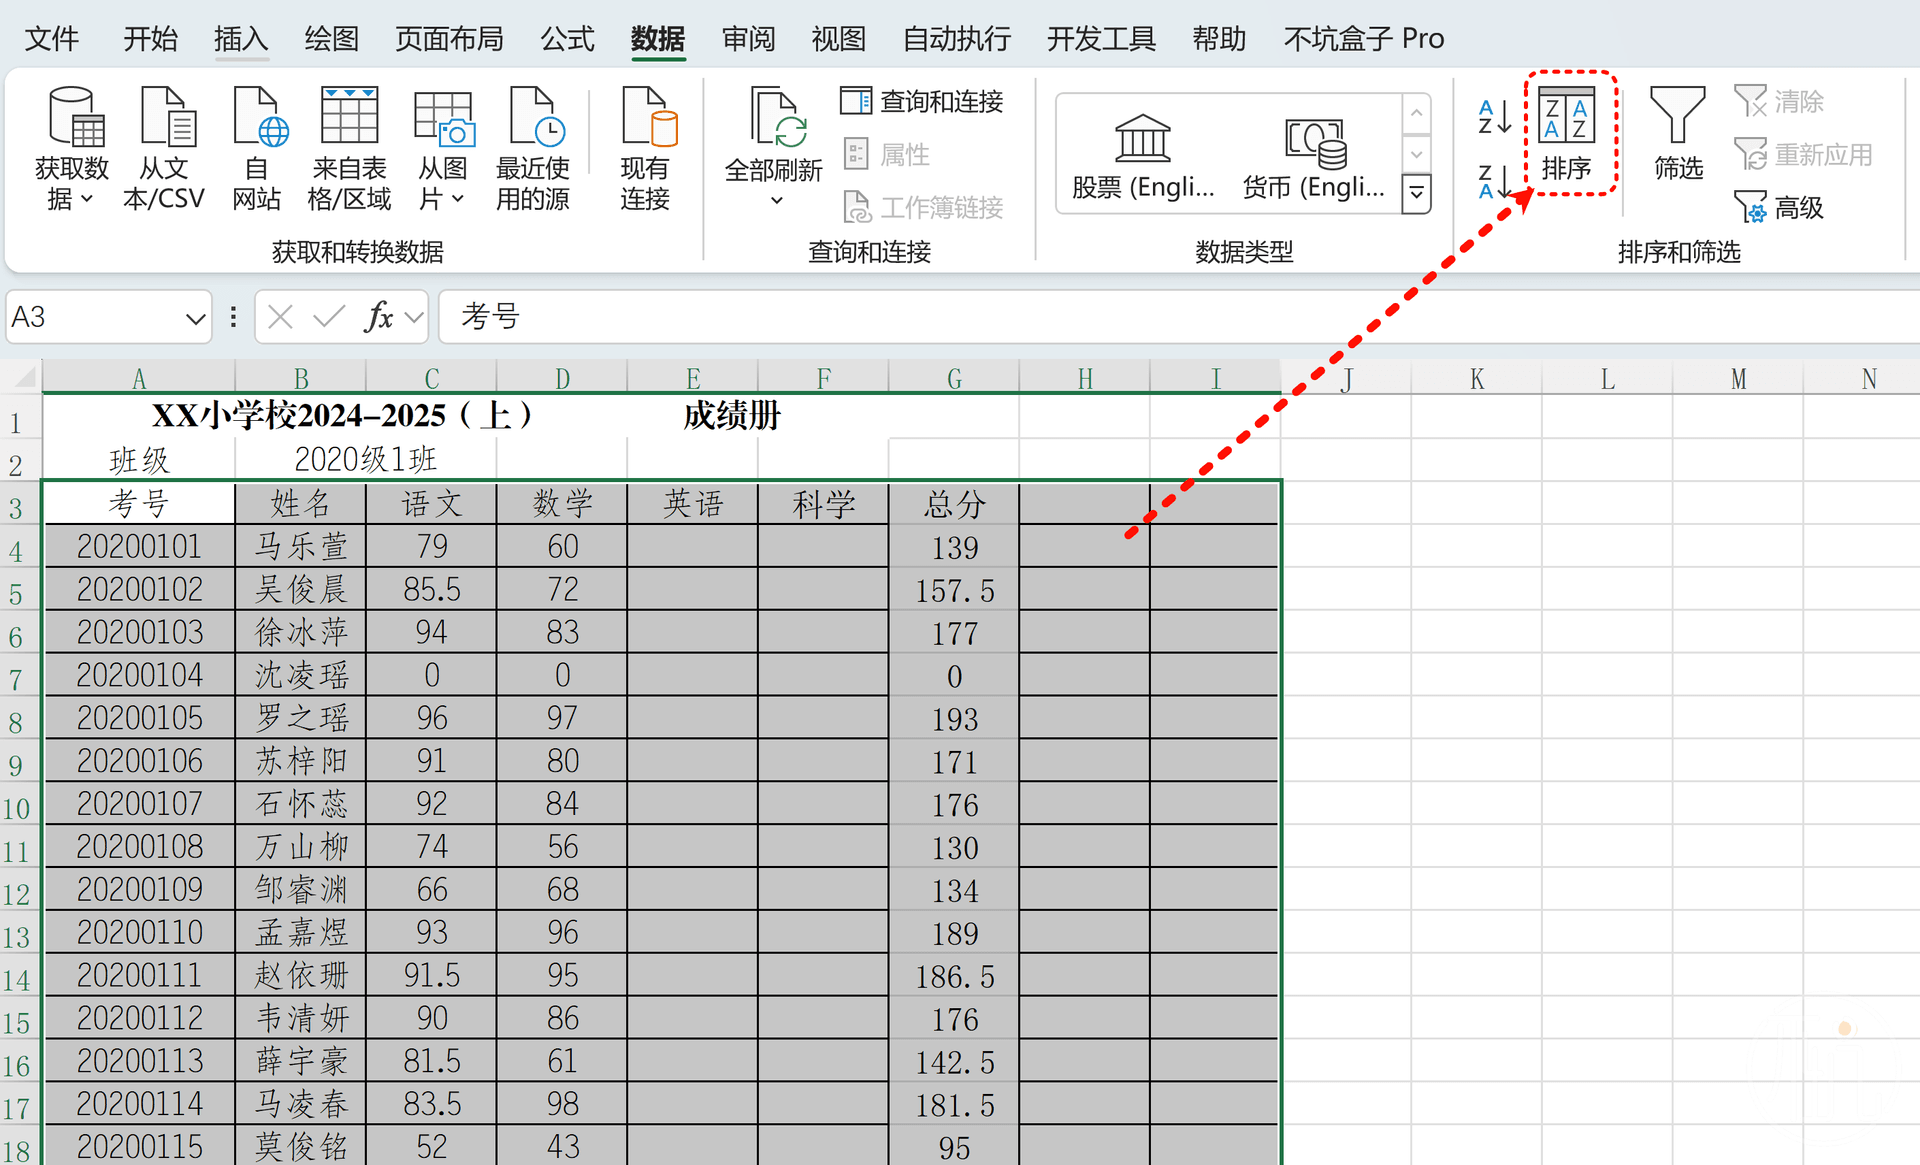 文件 开始 插入 绘图 页面布局 公式 数据 审阅 视图 自动执行 开发工具 帮助 不坑盒子 Pro
获取数据 从文本/CSV 自网站 来自表格/区域 从图片 最近使用的源 现有连接
获取和转换数据
全部刷新 查询和连接 属性 工作簿链接
查询和连接
股票 (Engli... 货币 (Engli...
数据类型
排序 筛选 清除 重新应用 高级
排序和筛选
A3 fx 考号
A B C D E F G H I J K L M N
1 XX小学校2024-2025（上） 成绩册
2 班级 2020级1班
3 考号 姓名 语文 数学 英语 科学 总分
4 20200101 马乐萱 79 60 139
5 20200102 吴俊晨 85.5 72 157.5
6 20200103 徐冰萍 94 83 177
7 20200104 沈凌瑶 0 0 0
8 20200105 罗之瑶 96 97 193
9 20200106 苏梓阳 91 80 171
10 20200107 石怀蕊 92 84 176
11 20200108 万山柳 74 56 130
12 20200109 邹睿渊 66 68 134
13 20200110 孟嘉煜 93 96 189
14 20200111 赵依珊 91.5 95 186.5
15 20200112 韦清妍 90 86 176
16 20200113 薛宇豪 81.5 61 142.5
17 20200114 马凌春 83.5 98 181.5
18 20200115 莫俊铭 52 43 95